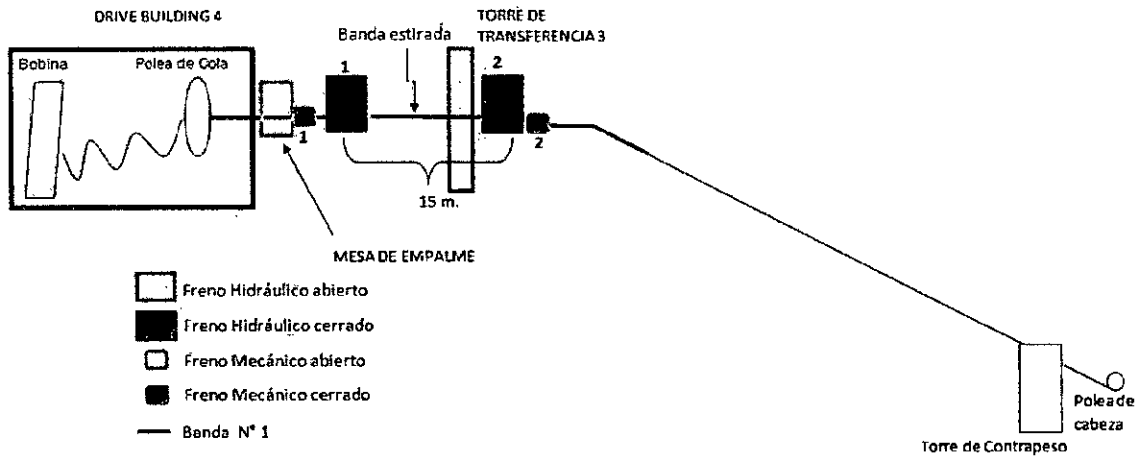 DRIVE BUILDING 4
TORRE DE
TRANSFERENCIA 3
Bobina
Polea de Cola
Banda estirada
1
2
1
2
15 m.
MESA DE EMPALME
Freno Hidráulico abierto
Freno Hidráulico cerrado
Freno Mecánico abierto
Freno Mecánico cerrado
Banda N° 1
Polea de
cabeza
Torre de Contrapeso